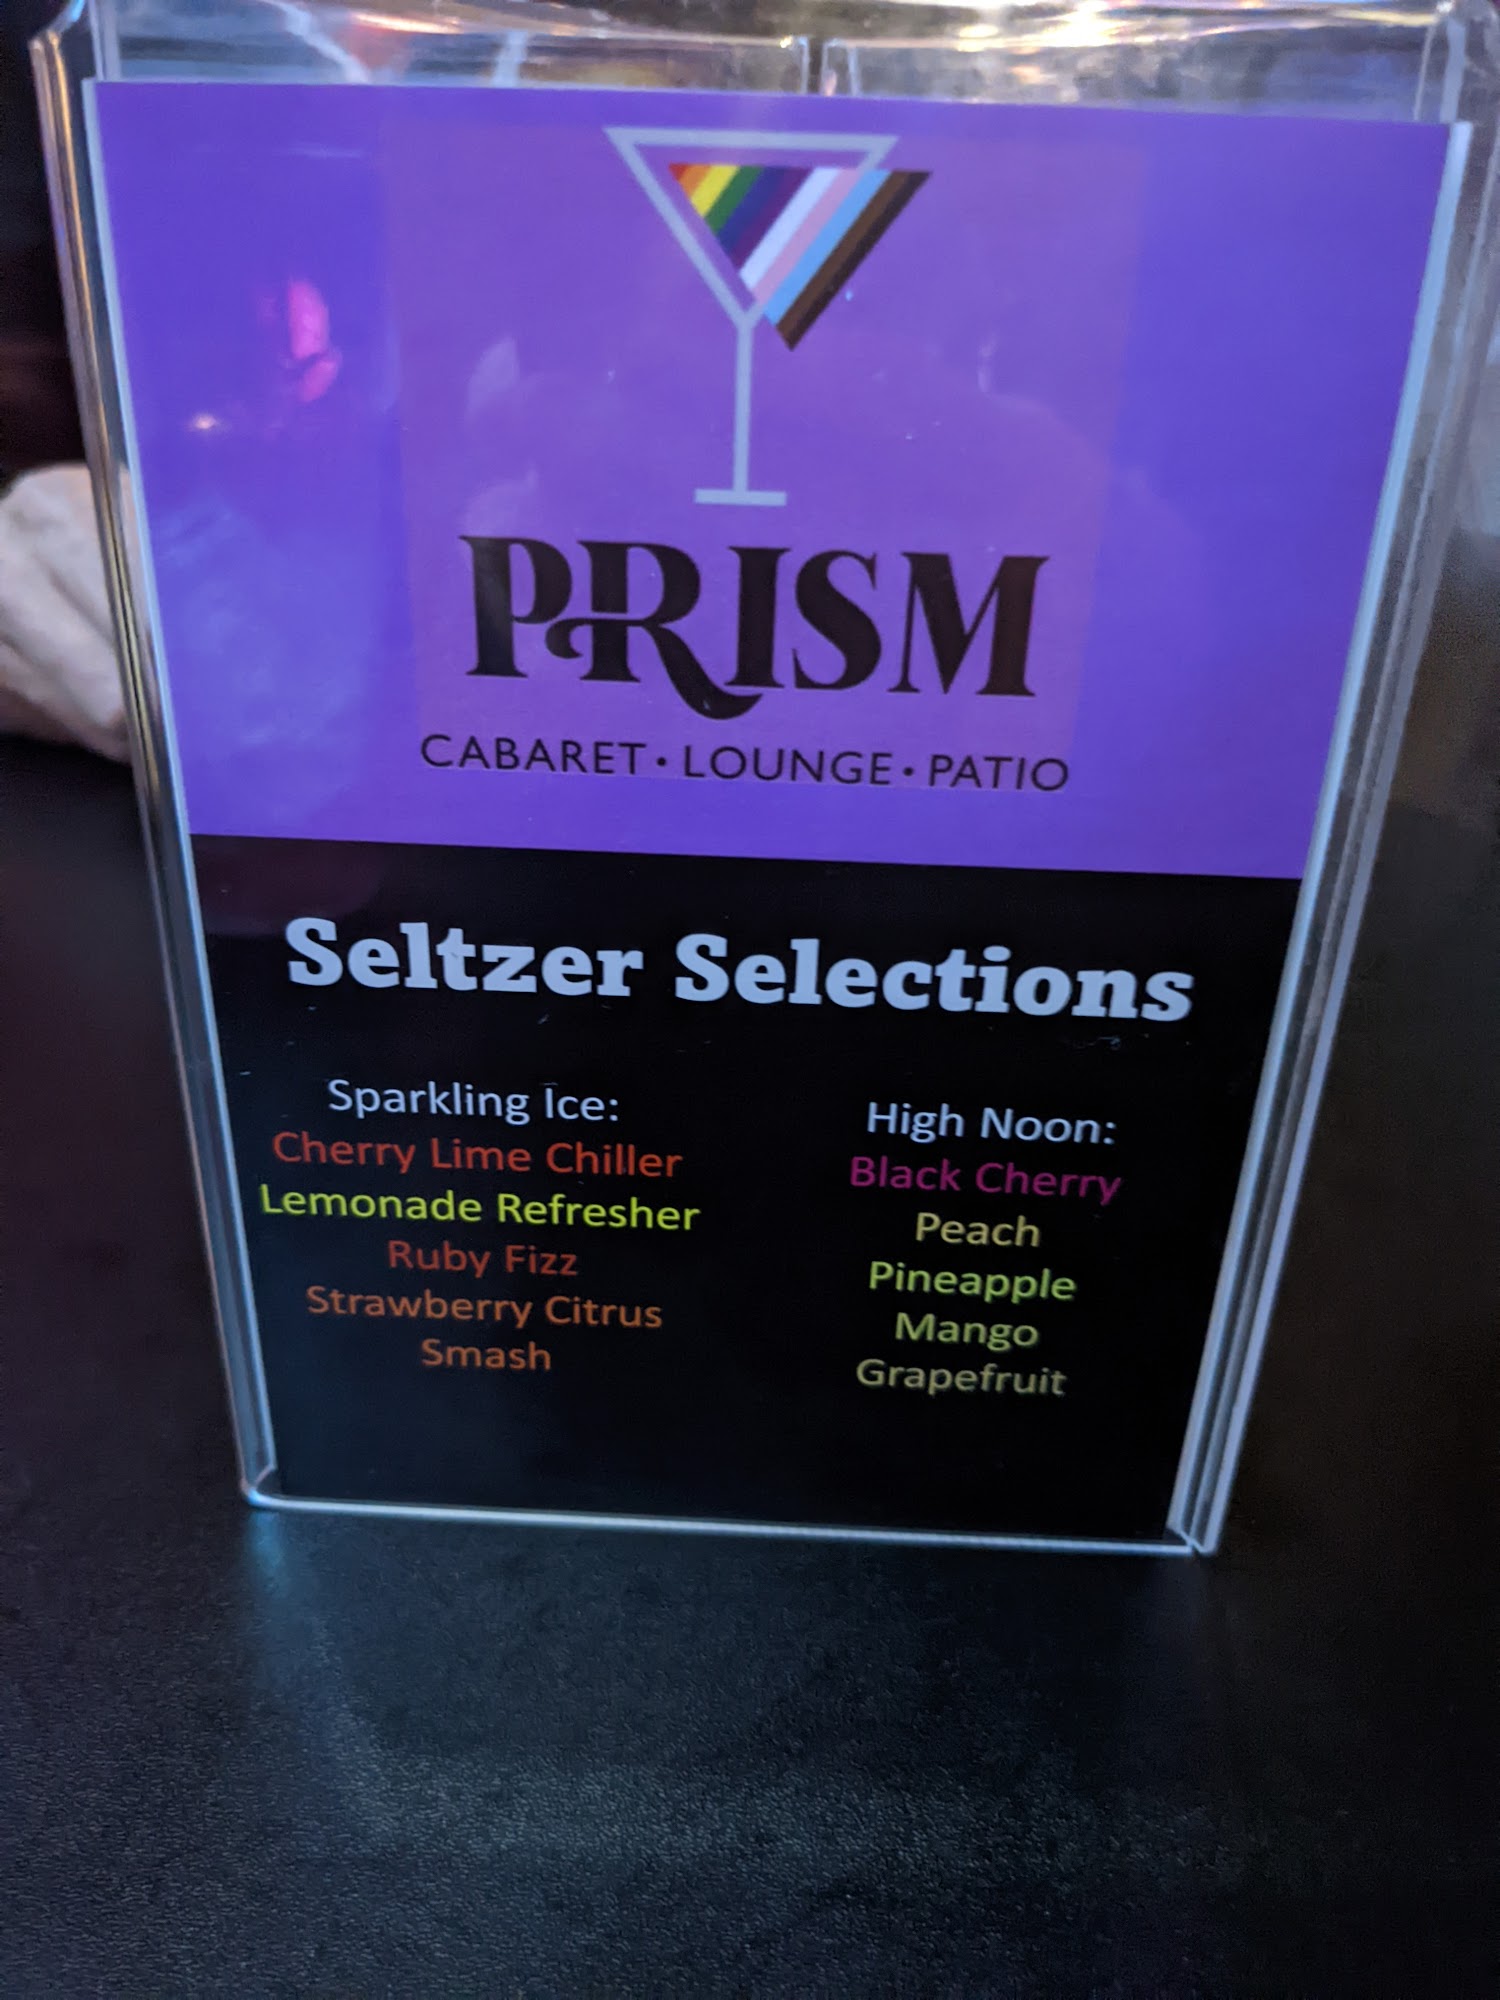 PRISM
CABARET • LOUNGE • PATIO
Seltzer Selections
Sparkling Ice:
Cherry Lime Chiller
Lemonade Refresher
Ruby Fizz
Strawberry Citrus
Smash
High Noon:
Black Cherry
Peach
Pineapple
Mango
Grapefruit